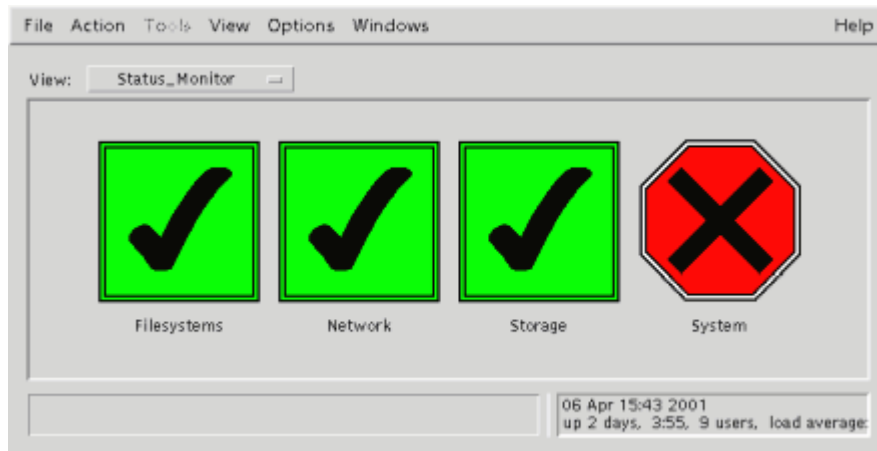 File Action Tools View Options Windows Help
View: Status_Monitor
Filesystems Network Storage System
06 Apr 15:43 2001
up 2 days, 3:55, 9 users, load average: